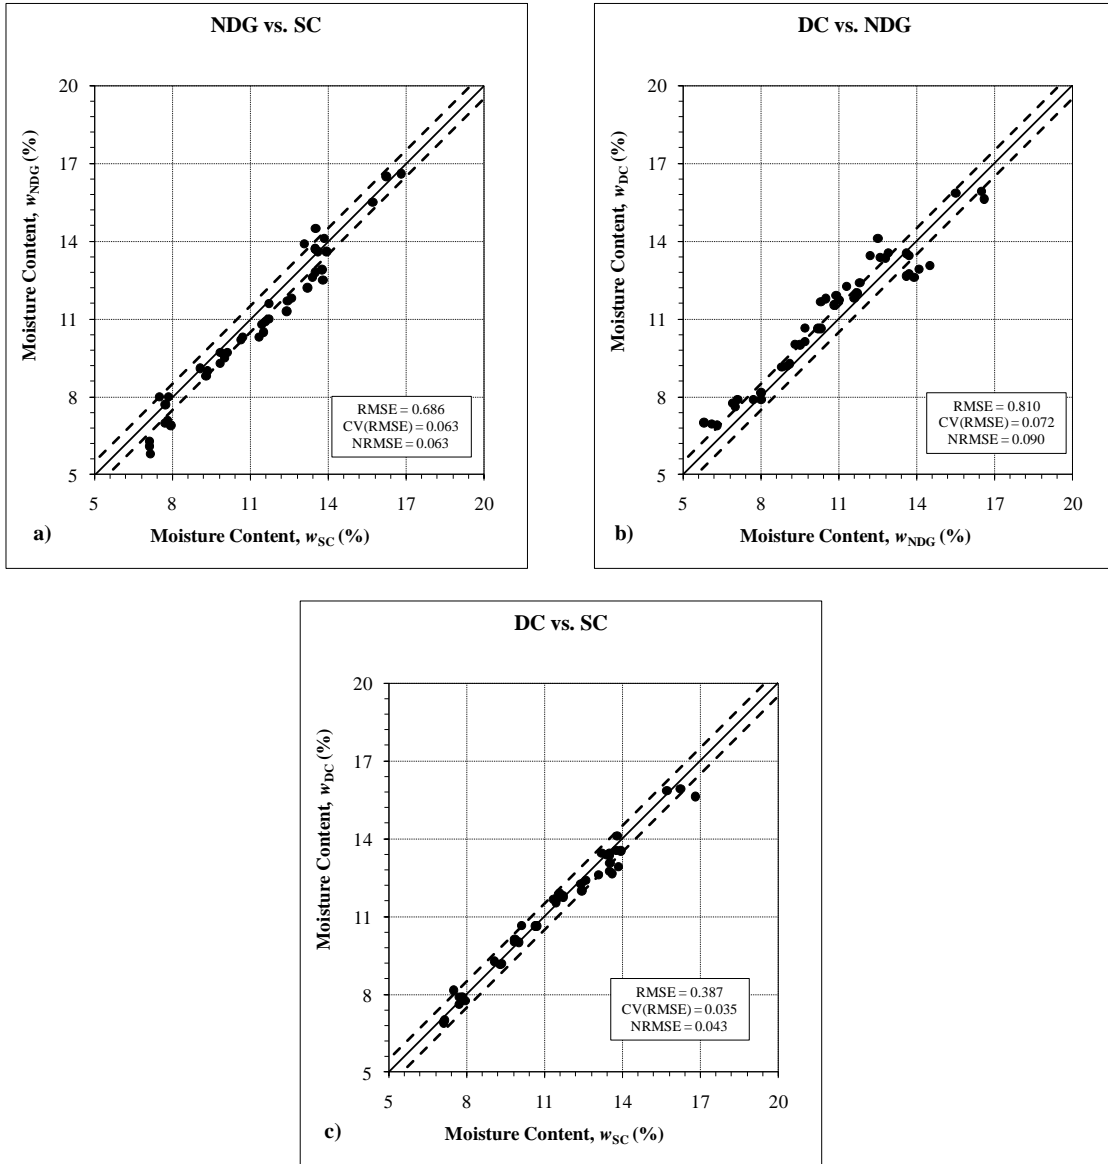 NDG vs. SC
20
17
14
11
8
5
Moisture Content, wNDG (%)
RMSE = 0.686
CV(RMSE) = 0.063
NRMSE = 0.063
5 8 11 14 17 20
a) Moisture Content, wSC (%)
DC vs. NDG
20
17
14
11
8
5
Moisture Content, wDC (%)
RMSE = 0.810
CV(RMSE) = 0.072
NRMSE = 0.090
5 8 11 14 17 20
b) Moisture Content, wNDG (%)
DC vs. SC
20
17
14
11
8
5
Moisture Content, wDC (%)
RMSE = 0.387
CV(RMSE) = 0.035
NRMSE = 0.043
5 8 11 14 17 20
c) Moisture Content, wSC (%)